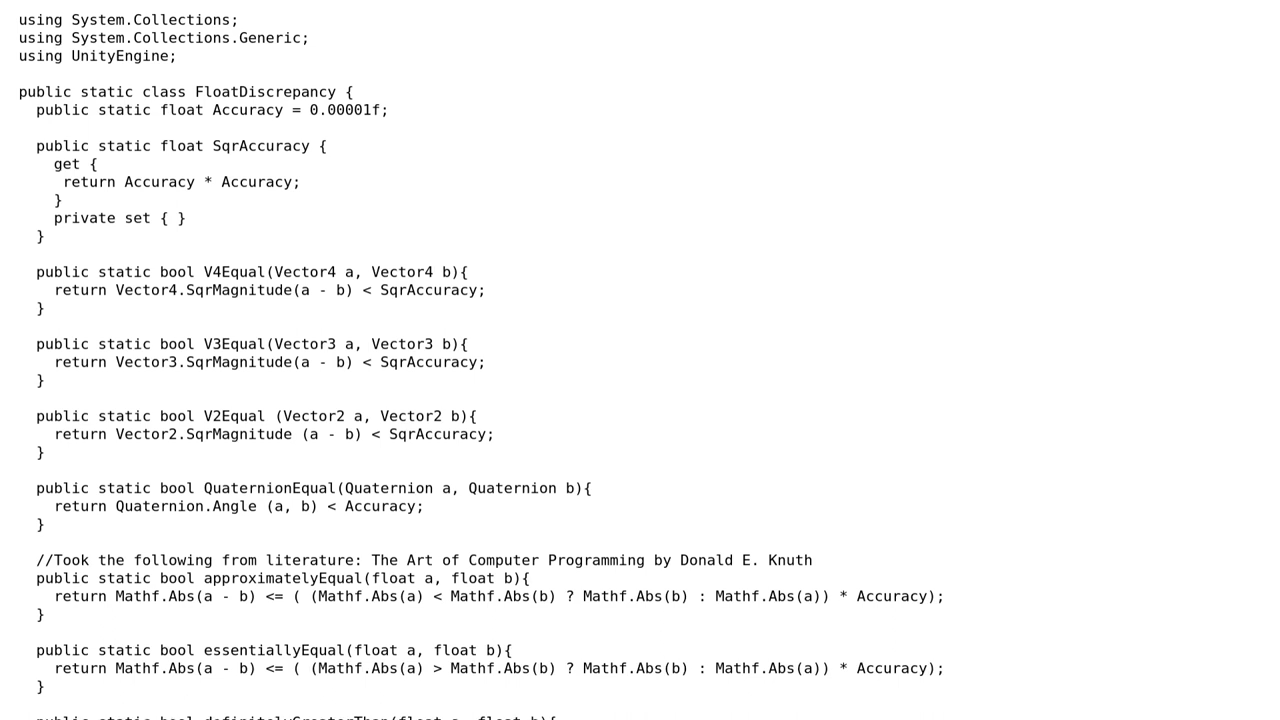 using System.Collections;
using System.Collections.Generic;
using UnityEngine;

public static class FloatDiscrepancy {
  public static float Accuracy = 0.00001f;

  public static float SqrAccuracy {
    get {
     return Accuracy * Accuracy;
    }
    private set { }
  }

  public static bool V4Equal(Vector4 a, Vector4 b){
    return Vector4.SqrMagnitude(a - b) < SqrAccuracy;
  }

  public static bool V3Equal(Vector3 a, Vector3 b){
    return Vector3.SqrMagnitude(a - b) < SqrAccuracy;
  }

  public static bool V2Equal (Vector2 a, Vector2 b){
    return Vector2.SqrMagnitude (a - b) < SqrAccuracy;
  }

  public static bool QuaternionEqual(Quaternion a, Quaternion b){
    return Quaternion.Angle (a, b) < Accuracy;
  }

  //Took the following from literature: The Art of Computer Programming by Donald E. Knuth
  public static bool approximatelyEqual(float a, float b){
    return Mathf.Abs(a - b) <= ( (Mathf.Abs(a) < Mathf.Abs(b) ? Mathf.Abs(b) : Mathf.Abs(a)) * Accuracy);
  }

  public static bool essentiallyEqual(float a, float b){
    return Mathf.Abs(a - b) <= ( (Mathf.Abs(a) > Mathf.Abs(b) ? Mathf.Abs(b) : Mathf.Abs(a)) * Accuracy);
  }

  public static bool definitelyGreaterThan(float a, float b){